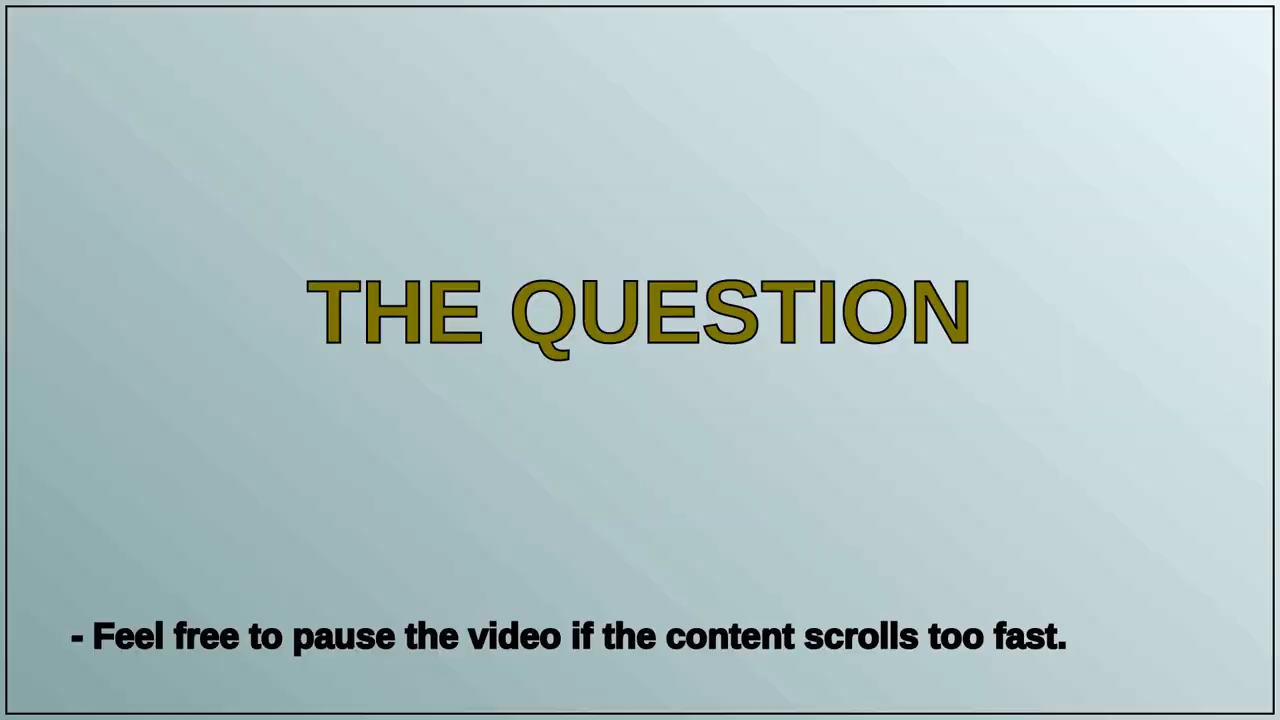 THE QUESTION
- Feel free to pause the video if the content scrolls too fast.